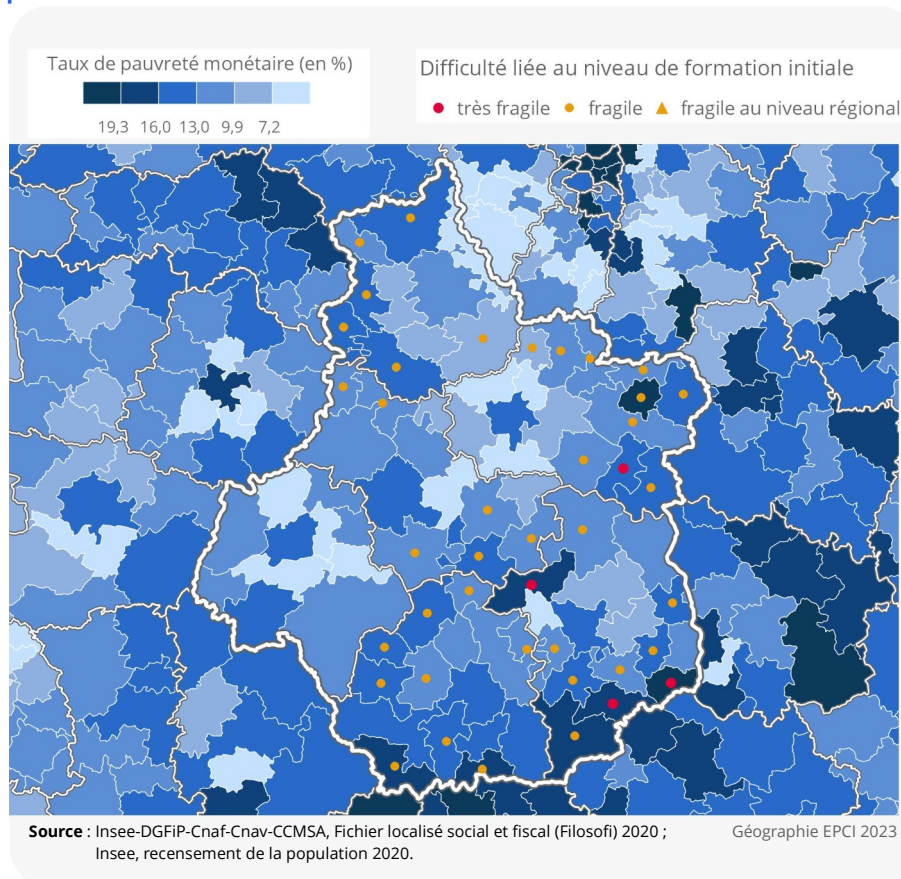 Taux de pauvreté monétaire (en %)
19,3 16,0 13,0 9,9 7,2
Difficulté liée au niveau de formation initiale
très fragile fragile fragile au niveau régional
Source : Insee-DGFiP-Cnaf-Cnav-CCMSA, Fichier localisé social et fiscal (Filosofi) 2020 ;
Insee, recensement de la population 2020.
Géographie EPCI 2023